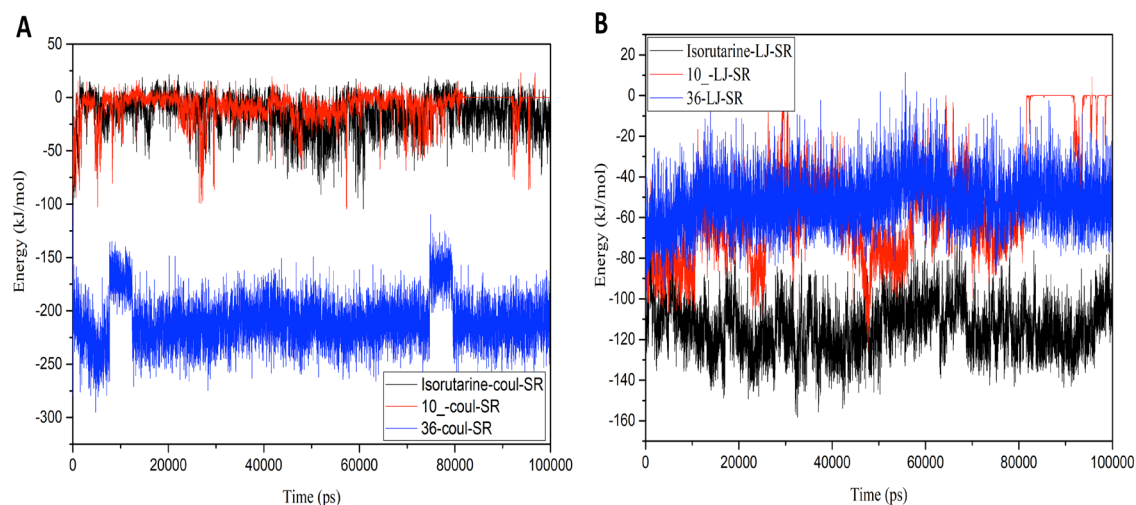 A
Energy (kJ/mol)
50
0
-50
-100
-150
-200
-250
-300
Isorutarine-coul-SR
10_-coul-SR
36-coul-SR
0 20000 40000 60000 80000 100000
Time (ps)
B
Energy (kJ/mol)
20
0
-20
-40
-60
-80
-100
-120
-140
-160
Isorutarine-LJ-SR
10_-LJ-SR
36-LJ-SR
0 20000 40000 60000 80000 100000
Time (ps)